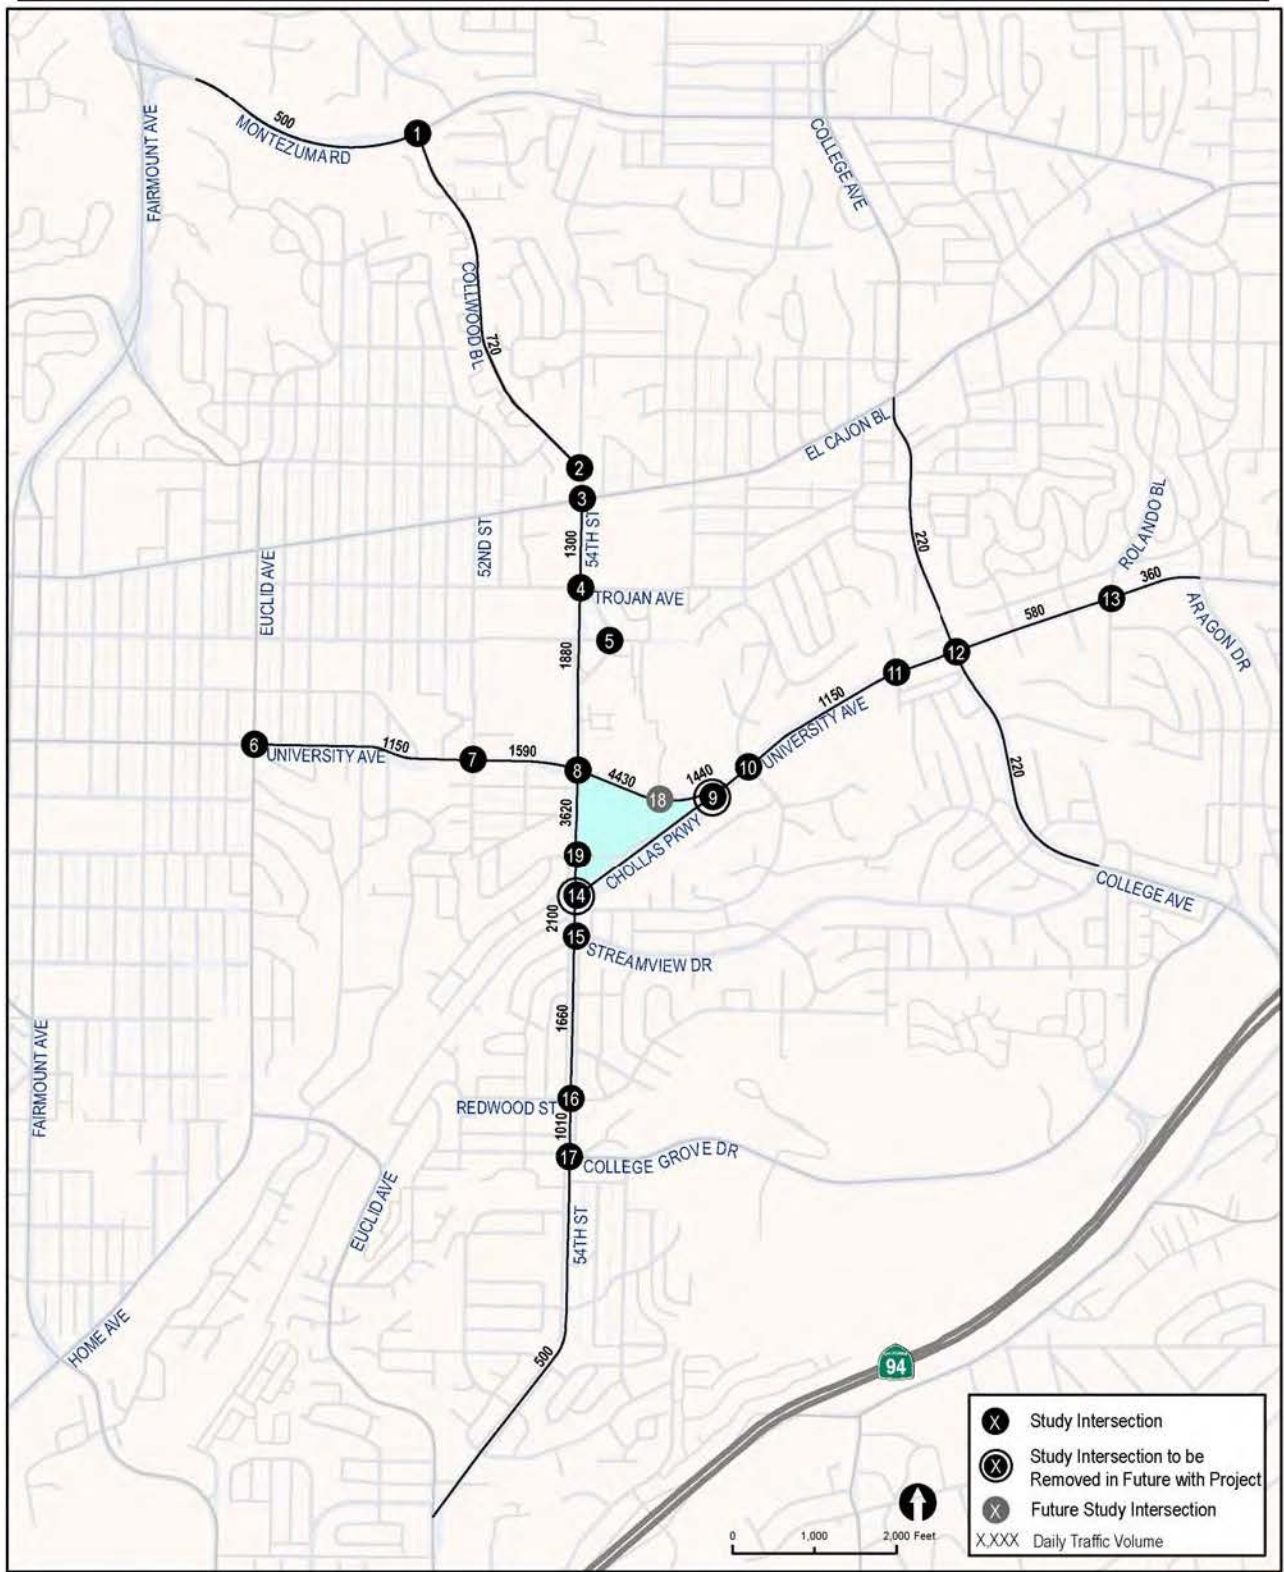 500
MONTEZUMA RD
1
FAIRMOUNT AVE
COLLEGE AVE
COLLWOOD BL
720
2
EL CAJON BL
3
54TH ST
1300
52ND ST
EUCLID AVE
220
ROLANDO BL
4
TROJAN AVE
360
13
580
ARAGON DR
5
1880
12
11
1150
UNIVERSITY AVE
6
UNIVERSITY AVE
1150
7
1590
8
4430
18
1440
9
10
220
3620
19
CHOLLAS PKWY
14
2100
15
STREAMVIEW DR
COLLEGE AVE
1660
FAIRMOUNT AVE
REDWOOD ST
16
1010
17
COLLEGE GROVE DR
EUCLID AVE
54TH ST
HOME AVE
500
CALIFORNIA
94
X Study Intersection
X Study Intersection to be
Removed in Future with Project
X Future Study Intersection
X,XXX Daily Traffic Volume
0 1,000 2,000 Feet